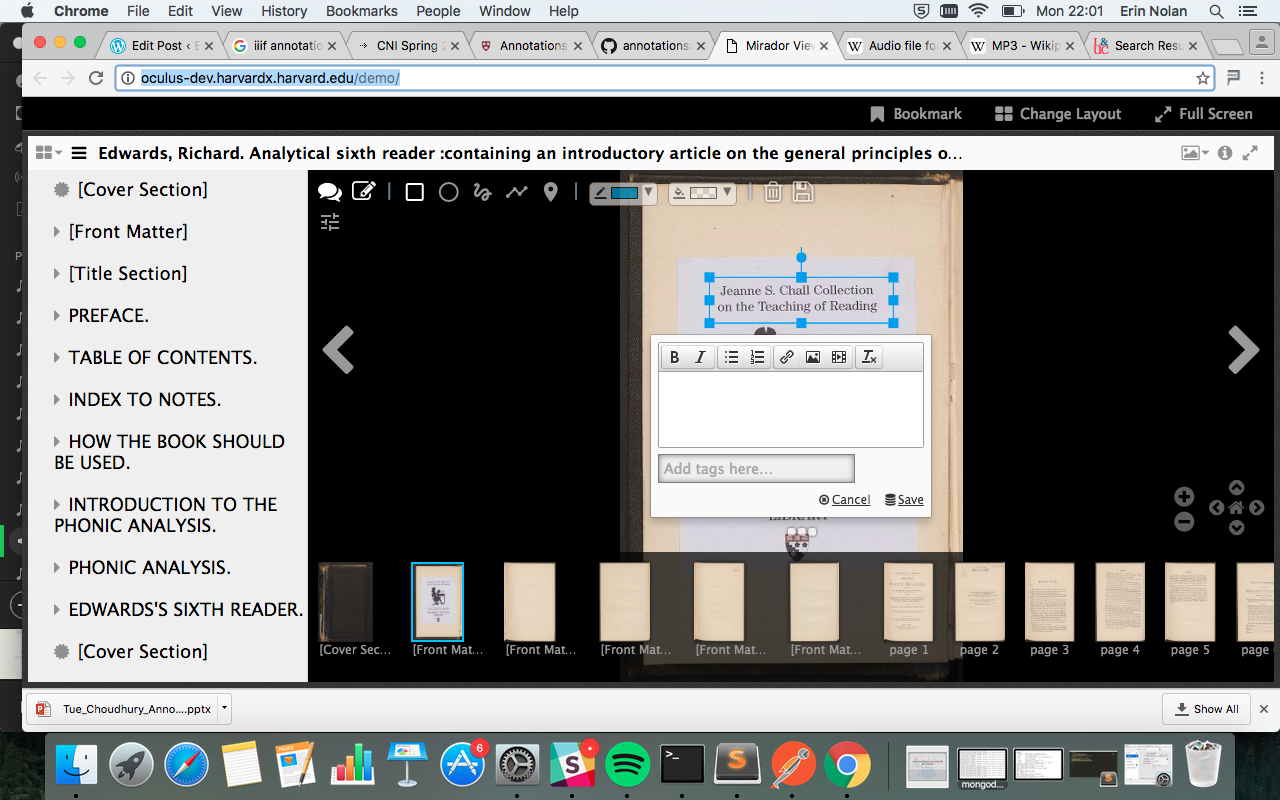 Chrome File Edit View History Bookmarks People Window Help Mon 22:01 Erin Nolan
Edit Post ‹ E
iiif annotatio
CNI Spring 2
Annotations
annotations
Mirador View
Audio file fo
MP3 - Wikip
Search Resu
oculus-dev.harvardx.harvard.edu/demo/
Bookmark Change Layout Full Screen
Edwards, Richard. Analytical sixth reader :containing an introductory article on the general principles o...
[Cover Section]
[Front Matter]
[Title Section]
PREFACE.
TABLE OF CONTENTS.
INDEX TO NOTES.
HOW THE BOOK SHOULD
BE USED.
INTRODUCTION TO THE
PHONIC ANALYSIS.
PHONIC ANALYSIS.
EDWARDS'S SIXTH READER.
[Cover Section]
Jeanne S. Chall Collection
on the Teaching of Reading
B I Tx
Add tags here...
Cancel Save
LIBRARY
[Cover Sec... [Front Mat... [Front Mat... [Front Mat... [Front Mat... [Front Mat... page 1 page 2 page 3 page 4 page 5 page
Tue_Choudhury_Anno....pptx
Show All
6
mongod...